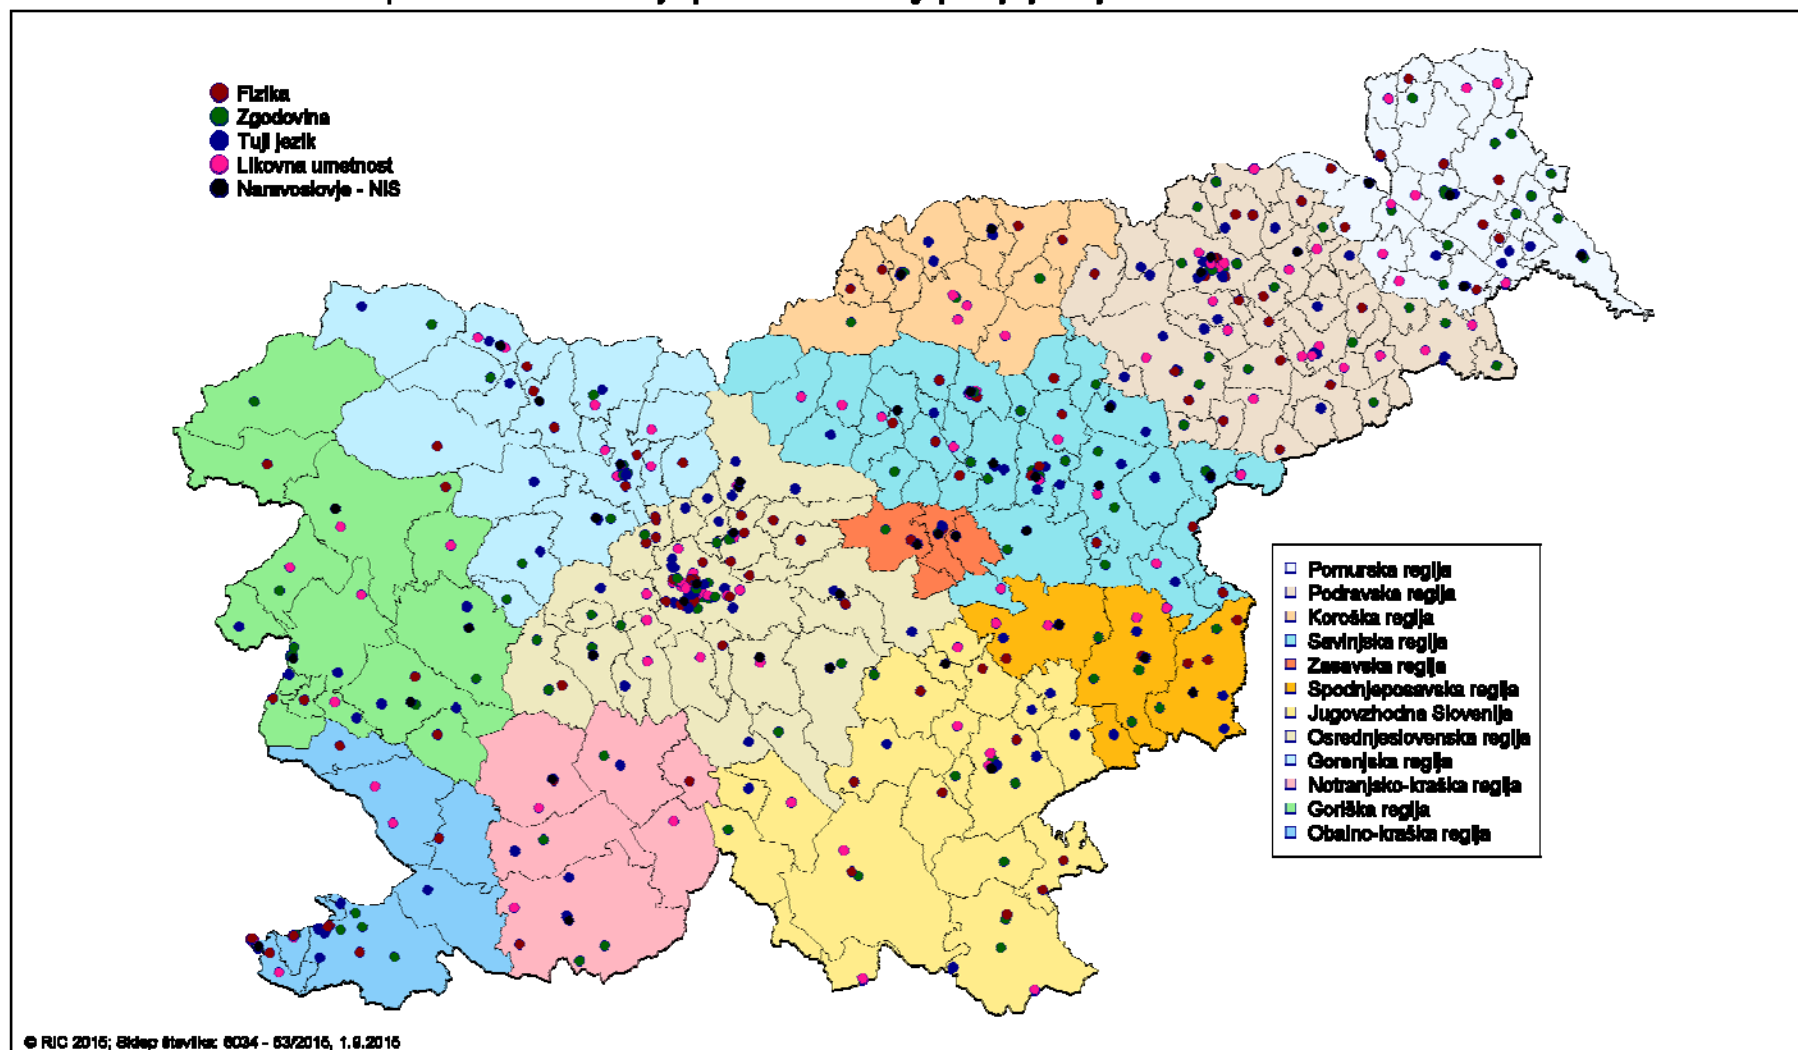 Fizika
Zgodovina
Tuji jezik
Likovna umetnost
Naravoslovje - NIS
Pomurska regija
Podravska regija
Koroška regija
Savinjska regija
Zasavska regija
Spodnjeposavska regija
Jugovzhodna Slovenija
Osrednjeslovenska regija
Gorenjska regija
Notranjsko-kraška regija
Goriška regija
Obalno-kraška regija
© RIC 2015; Sklep številka: 6034 - 53/2015, 1.9.2015